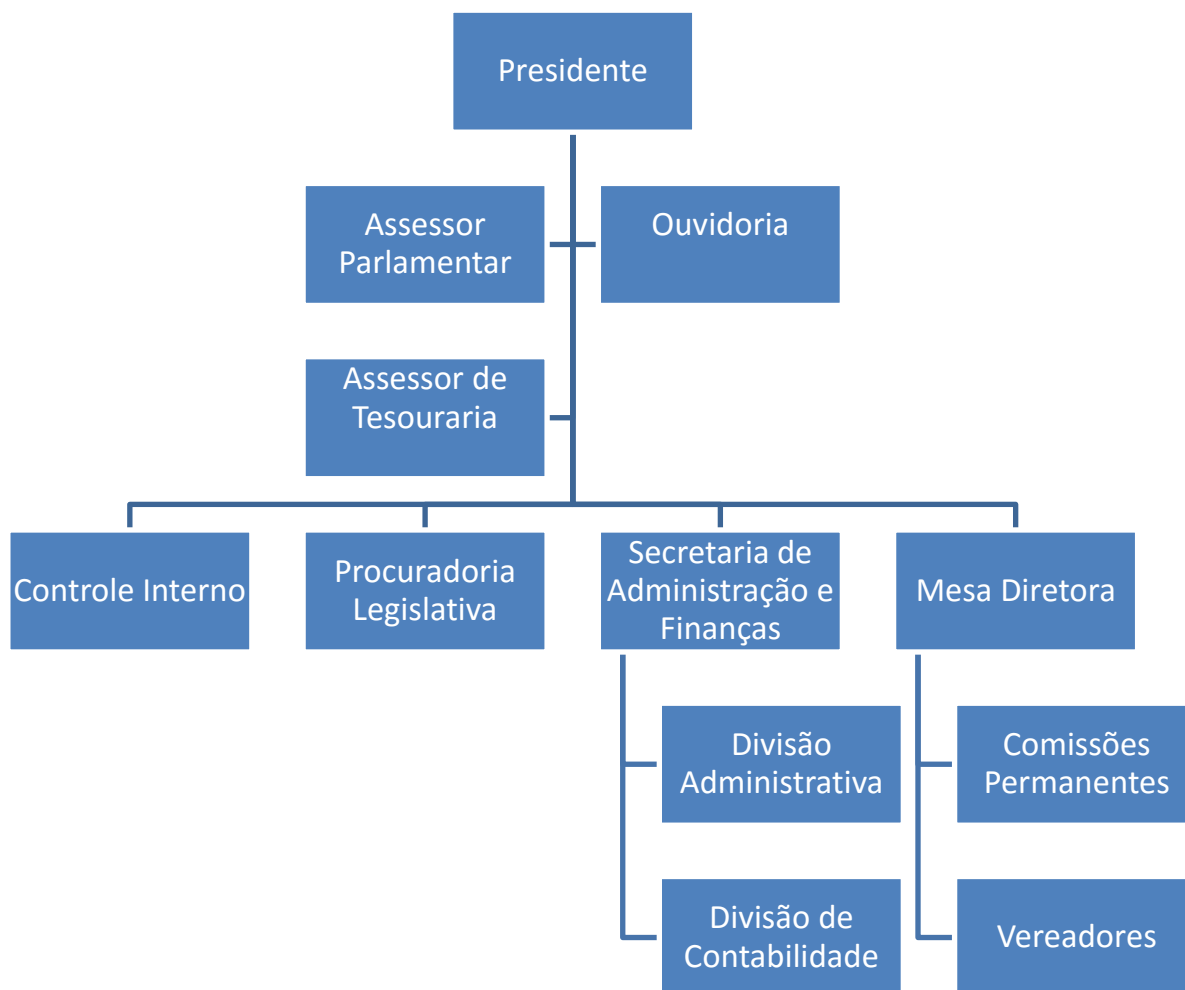 Presidente
Assessor
Parlamentar
Ouvidoria
Assessor de
Tesouraria
Controle Interno
Procuradoria
Legislativa
Secretaria de
Administração e
Finanças
Mesa Diretora
Divisão
Administrativa
Comissões
Permanentes
Divisão de
Contabilidade
Vereadores